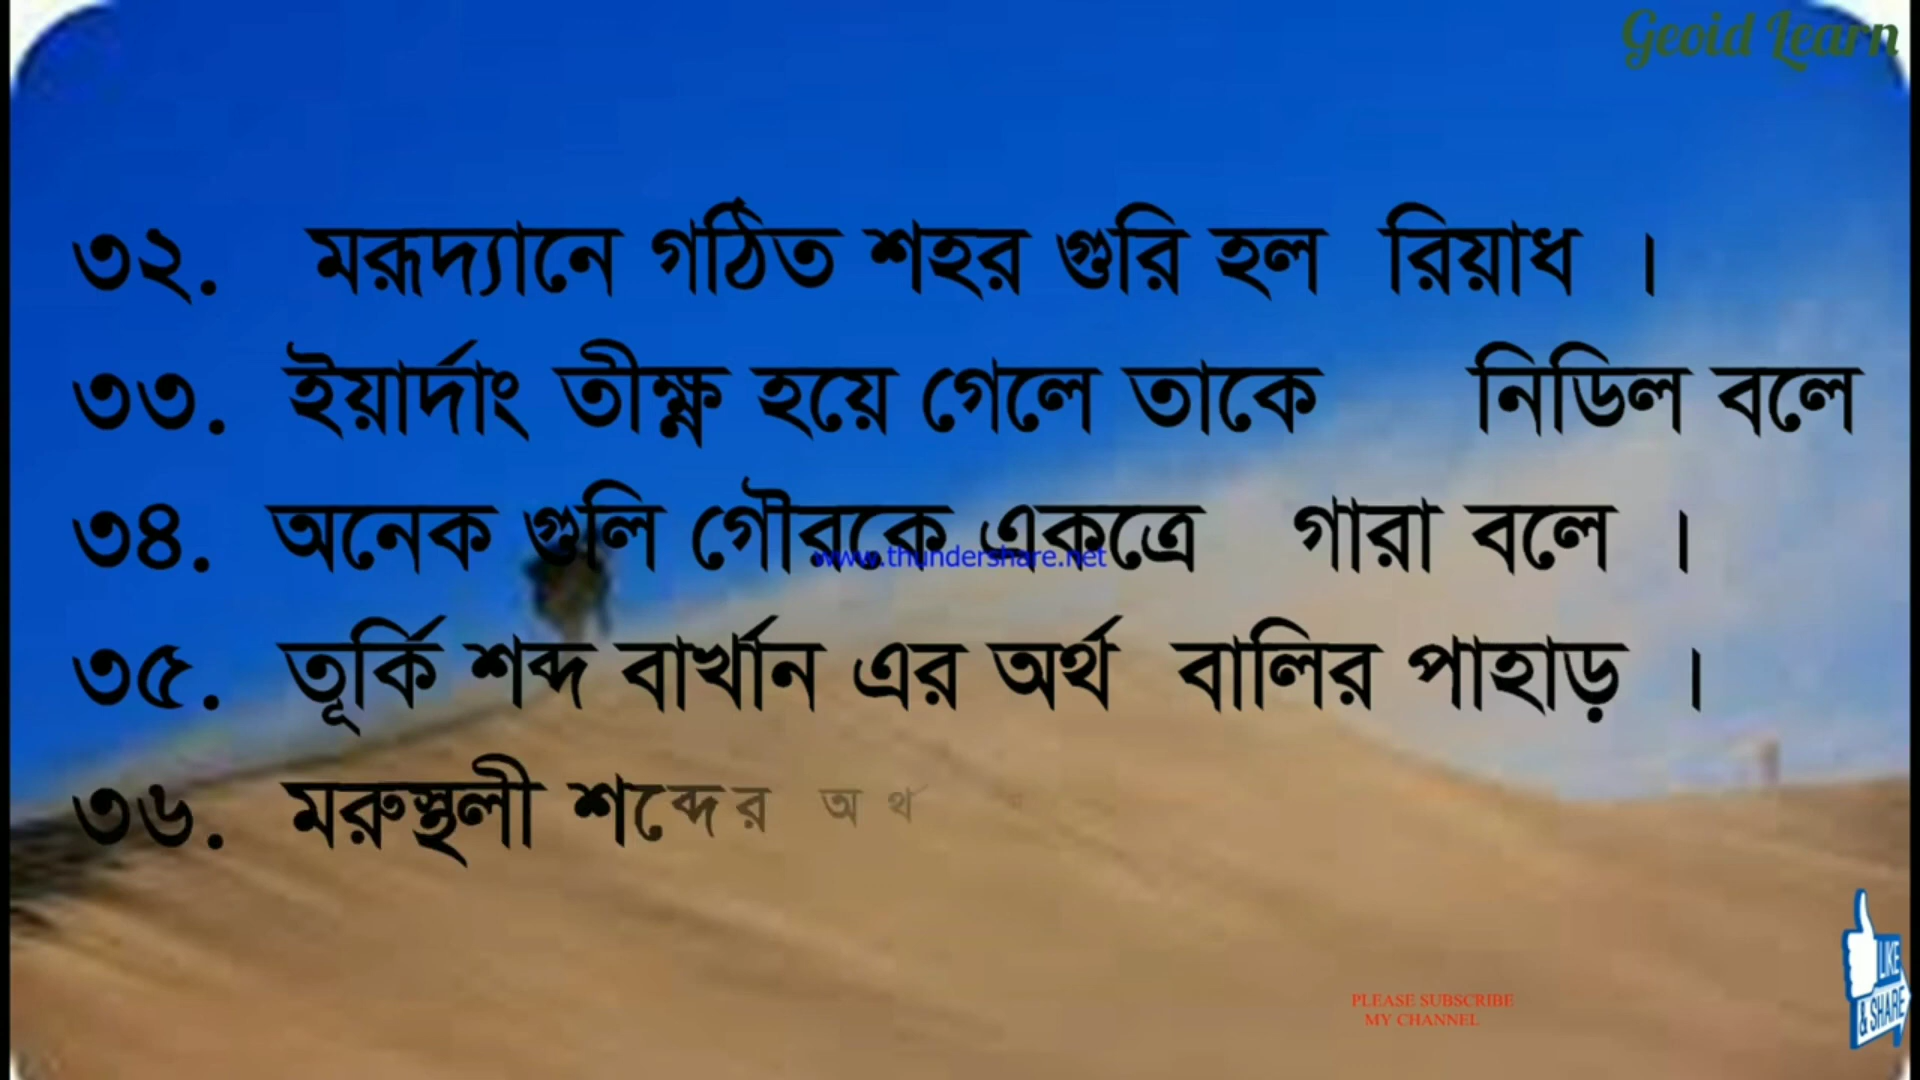 Geoid Learn
৩২. মরূদ্যানে গঠিত শহর গুরি হল রিয়াধ ।
৩৩. ইয়ার্দাং তীক্ষ্ণ হয়ে গেলে তাকে নিডিল বলে
৩৪. অনেক গুলি গৌরকে একত্রে গারা বলে ।
www.thundershare.net
৩৫. তূর্কি শব্দ বার্খান এর অর্থ বালির পাহাড় ।
৩৬. মরুস্থলী শব্দের অর্থ
LIKE
& SHARE
PLEASE SUBSCRIBE
MY CHANNEL